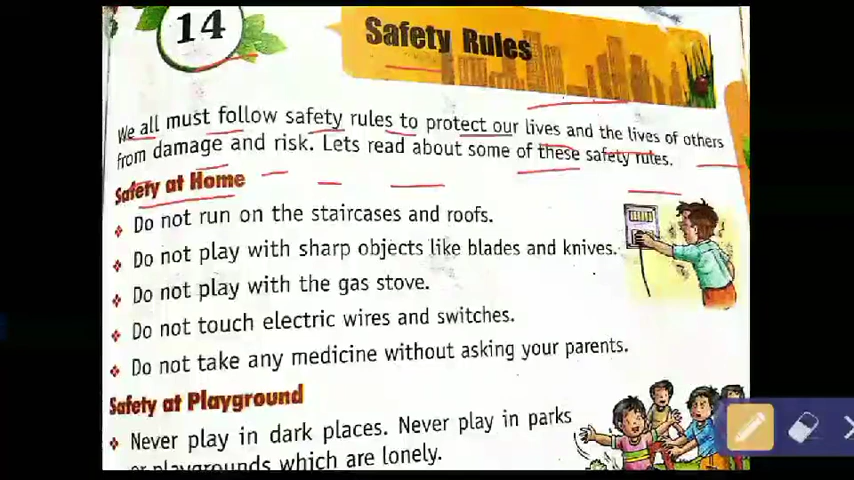 14
Safety Rules
We all must follow safety rules to protect our lives and the lives of others
from damage and risk. Lets read about some of these safety rules.
Safety at Home
Do not run on the staircases and roofs.
Do not play with sharp objects like blades and knives.
Do not play with the gas stove.
Do not touch electric wires and switches.
Do not take any medicine without asking your parents.
Safety at Playground
Never play in dark places. Never play in parks
or playgrounds which are lonely.